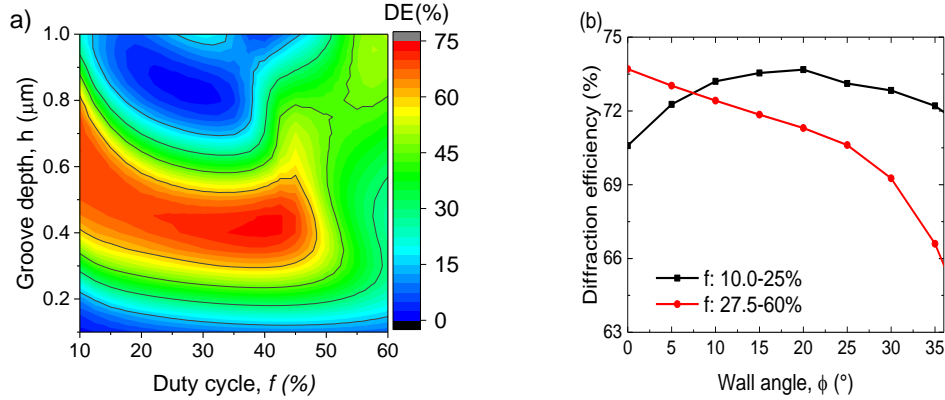 a)
DE(%)
1.0
0.8
0.6
0.4
0.2
Groove depth, h (μm)
10 20 30 40 50 60
Duty cycle, f (%)
75
60
45
30
15
0
(b)
75
72
69
66
63
Diffraction efficiency (%)
f: 10.0-25%
f: 27.5-60%
0 5 10 15 20 25 30 35
Wall angle, ϕ (°)